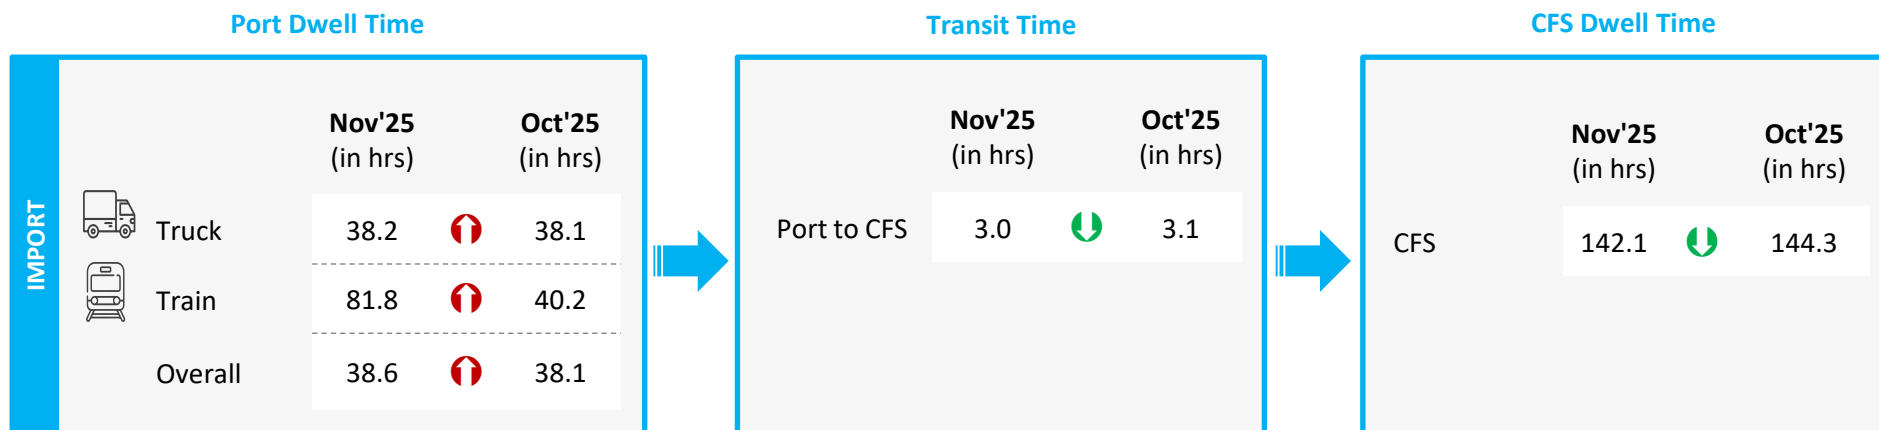 Port Dwell Time
IMPORT
Nov'25 Oct'25
(in hrs) (in hrs)
Truck 38.2 38.1
Train 81.8 40.2
Overall 38.6 38.1
Transit Time
Nov'25 Oct'25
(in hrs) (in hrs)
Port to CFS 3.0 3.1
CFS Dwell Time
Nov'25 Oct'25
(in hrs) (in hrs)
CFS 142.1 144.3